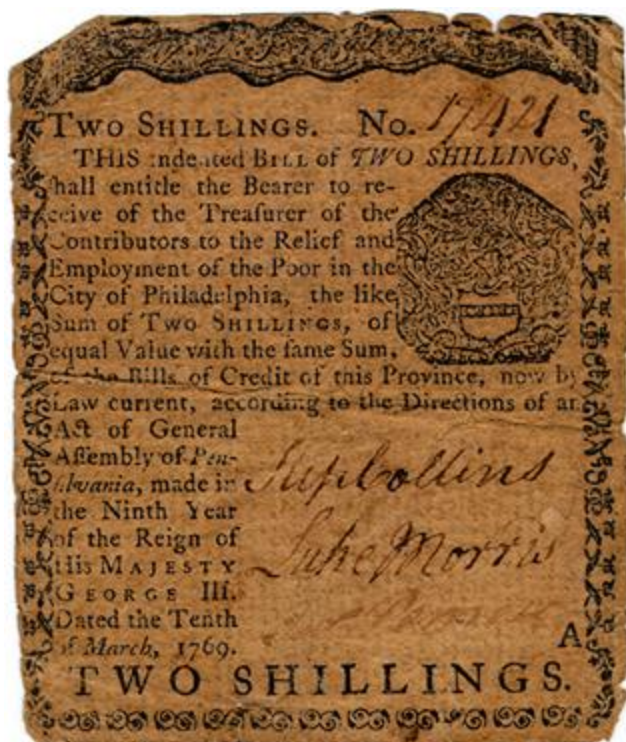 TWO SHILLINGS. No. 17421
THIS indented BILL of TWO SHILLINGS,
ſhall entitle the Bearer to re-
ceive of the Treaſurer of the
Contributors to the Relief and
Employment of the Poor in the
City of Philadelphia, the like
Sum of TWO SHILLINGS, of
equal Value with the ſame Sum,
of the Bills of Credit of this Province, now by
Law current, according to the Directions of an
Act of General
Aſſembly of Pen-
ſilvania, made in
the Ninth Year
of the Reign of
His MAJESTY
GEORGE III.
Dated the Tenth
of March, 1769.
Collins
Luke Morris
A
TWO SHILLINGS.